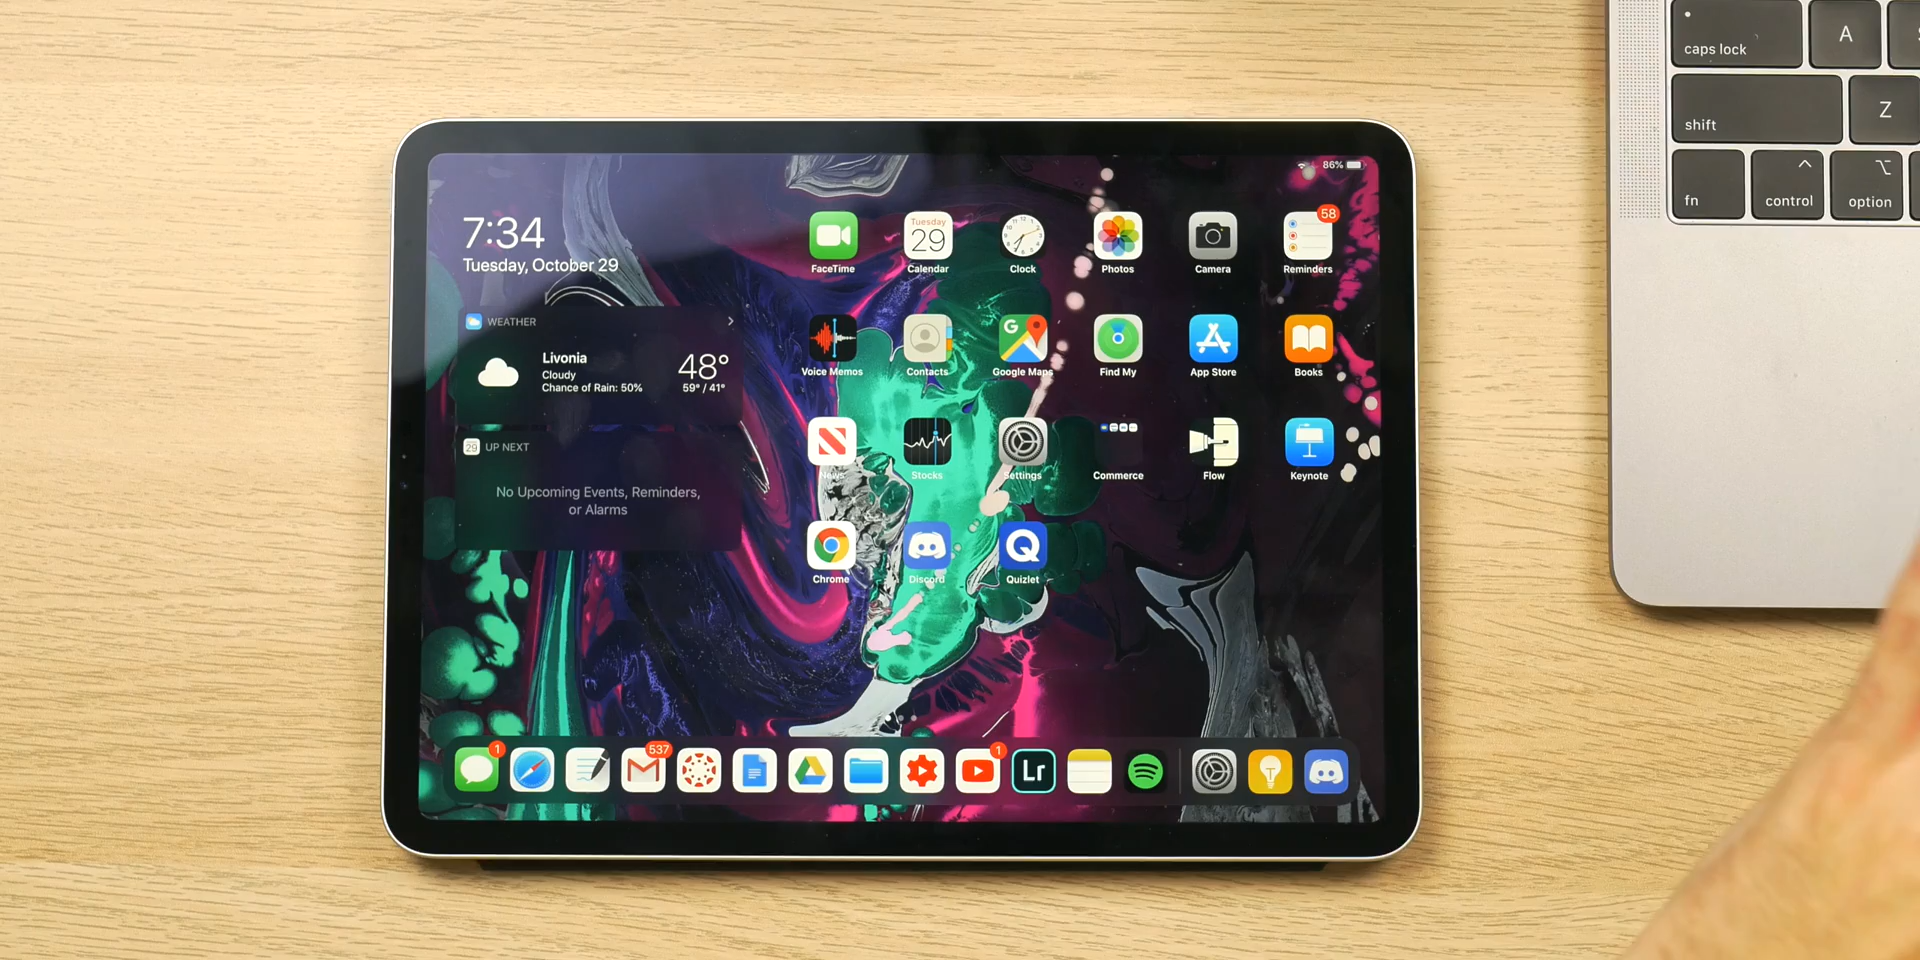 caps lock
A
shift
Z
fn
control
option
86%
7:34
Tuesday, October 29
WEATHER
Livonia
Cloudy
Chance of Rain: 50%
48°
59° / 41°
29 UP NEXT
No Upcoming Events, Reminders,
or Alarms
Tuesday
29
58
FaceTime
Calendar
Clock
Photos
Camera
Reminders
G
Voice Memos
Contacts
Google Maps
Find My
App Store
Books
News
Stocks
Settings
Commerce
Flow
Keynote
Q
Chrome
Discord
Quizlet
1
537
1
Lr